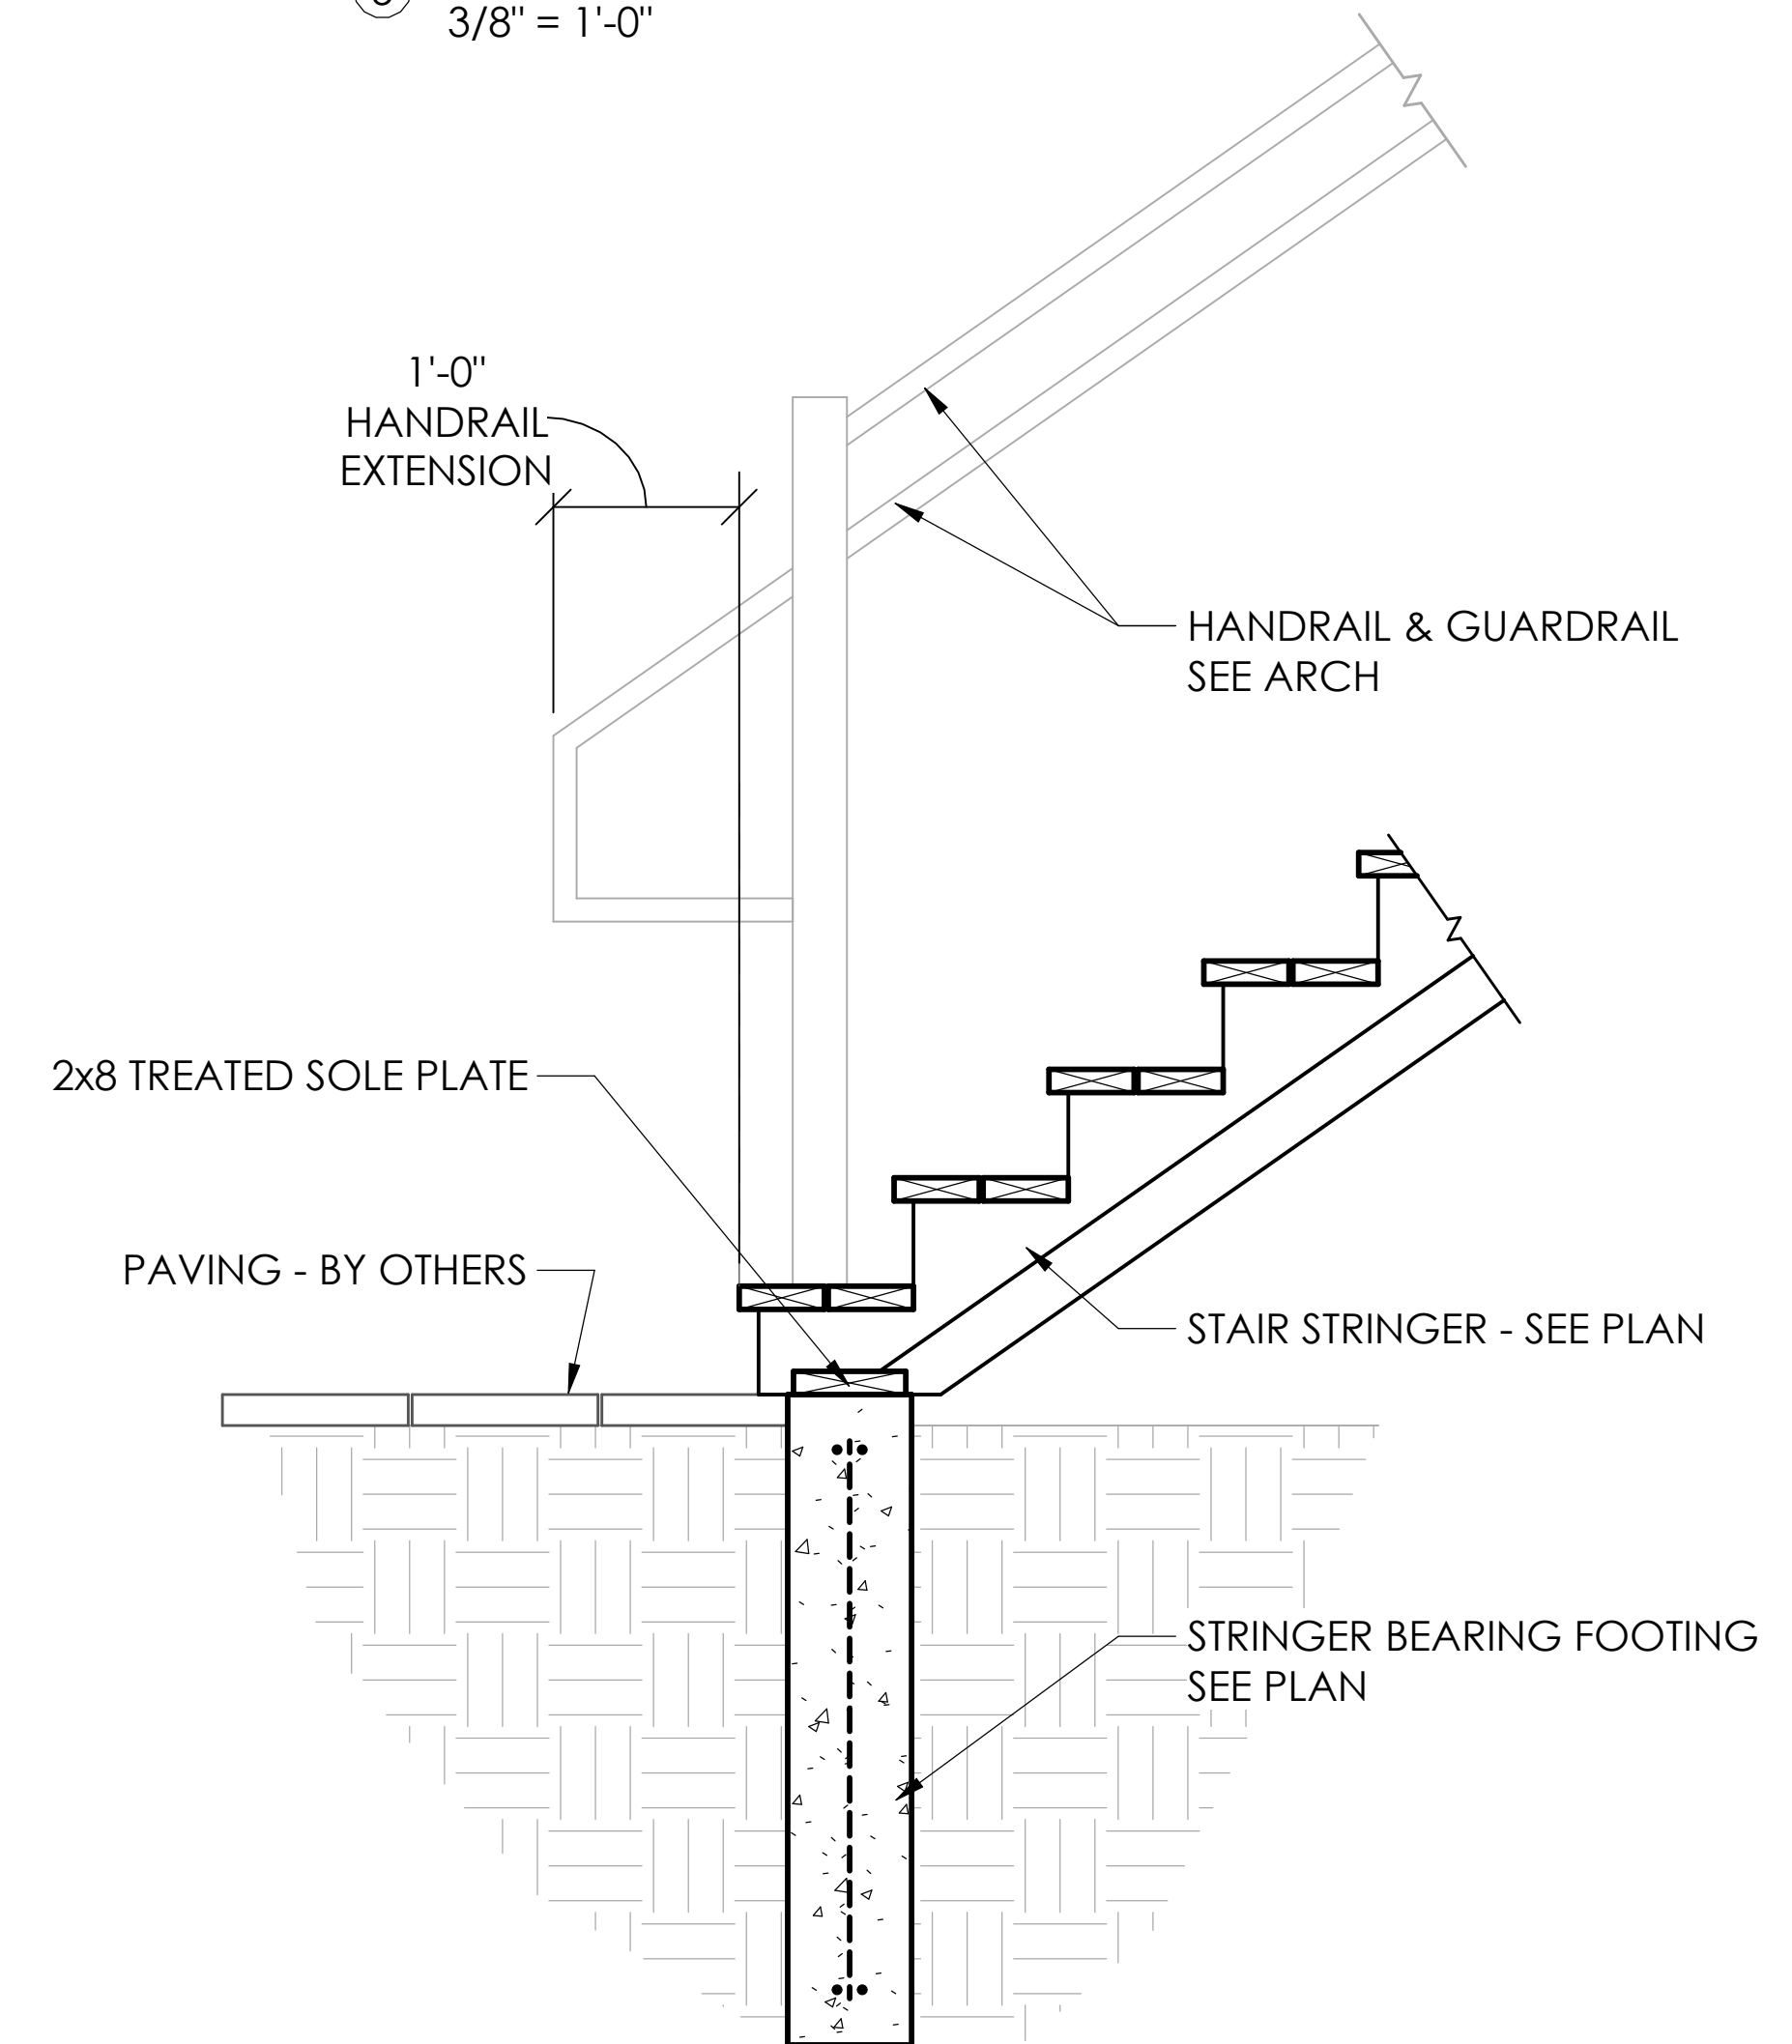 3/8" = 1'-0"
1'-0"
HANDRAIL
EXTENSION
HANDRAIL & GUARDRAIL
SEE ARCH
2x8 TREATED SOLE PLATE
PAVING - BY OTHERS
STAIR STRINGER - SEE PLAN
STRINGER BEARING FOOTING
SEE PLAN